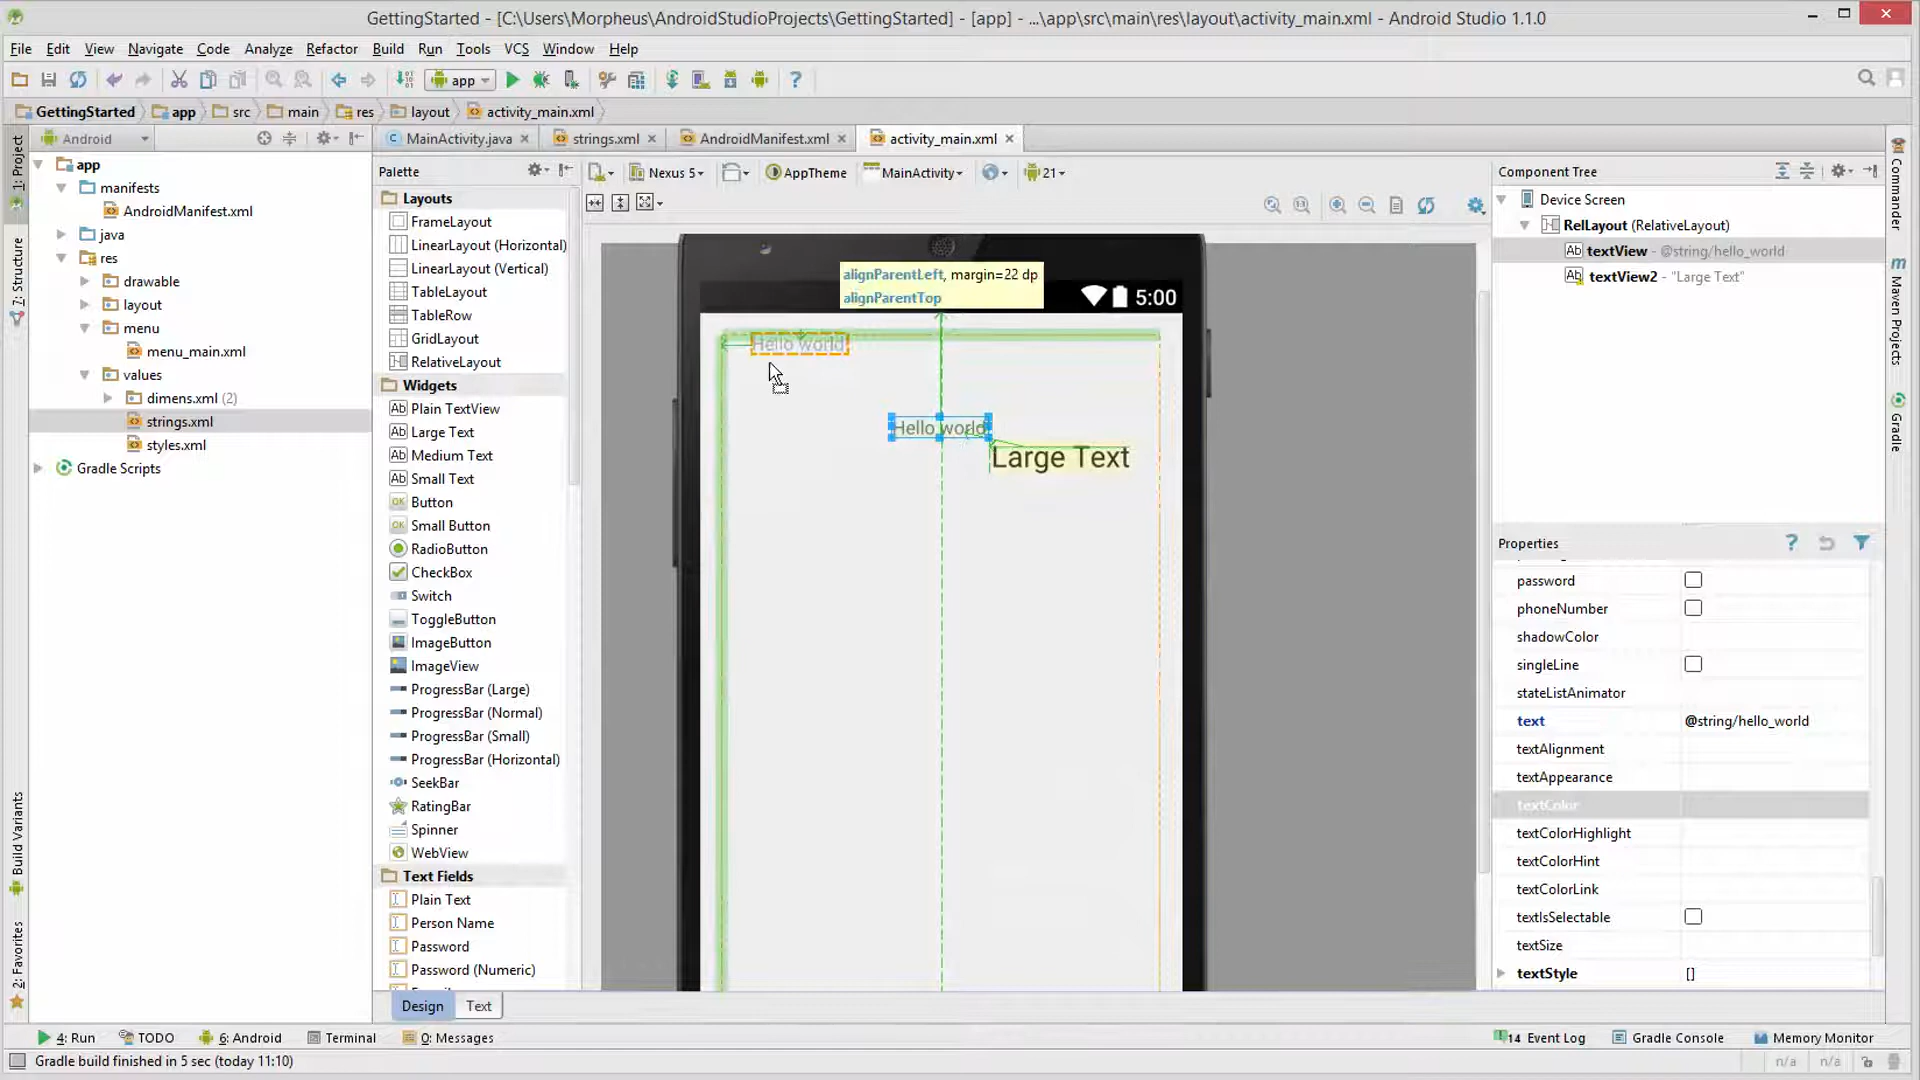 GettingStarted - [C:\Users\Morpheus\AndroidStudioProjects\GettingStarted] - [app] - ...\app\src\main\res\layout\activity_main.xml - Android Studio 1.1.0
File Edit View Navigate Code Analyze Refactor Build Run Tools VCS Window Help
app
GettingStarted app src main res layout activity_main.xml
1: Project
7: Structure
Build Variants
2: Favorites
Android
app
manifests
AndroidManifest.xml
java
res
drawable
layout
menu
menu_main.xml
values
dimens.xml (2)
strings.xml
styles.xml
Gradle Scripts
MainActivity.java strings.xml AndroidManifest.xml activity_main.xml
Palette
Layouts
FrameLayout
LinearLayout (Horizontal)
LinearLayout (Vertical)
TableLayout
TableRow
GridLayout
RelativeLayout
Widgets
Ab Plain TextView
Ab Large Text
Ab Medium Text
Ab Small Text
OK Button
OK Small Button
RadioButton
CheckBox
Switch
ToggleButton
ImageButton
ImageView
ProgressBar (Large)
ProgressBar (Normal)
ProgressBar (Small)
ProgressBar (Horizontal)
SeekBar
RatingBar
Spinner
WebView
Text Fields
Plain Text
Person Name
Password
Password (Numeric)
Design Text
Nexus 5 AppTheme MainActivity 21
alignParentLeft, margin=22 dp
alignParentTop
5:00
Hello world
Hello world
Large Text
Component Tree
Device Screen
RelLayout (RelativeLayout)
Ab textView - @string/hello_world
Ab textView2 - "Large Text"
Properties
password
phoneNumber
shadowColor
singleLine
stateListAnimator
text @string/hello_world
textAlignment
textAppearance
textColor
textColorHighlight
textColorHint
textColorLink
textIsSelectable
textSize
textStyle []
Commander
Maven Projects
Gradle
4: Run TODO 6: Android Terminal 0: Messages
14 Event Log Gradle Console Memory Monitor
Gradle build finished in 5 sec (today 11:10)
n/a n/a